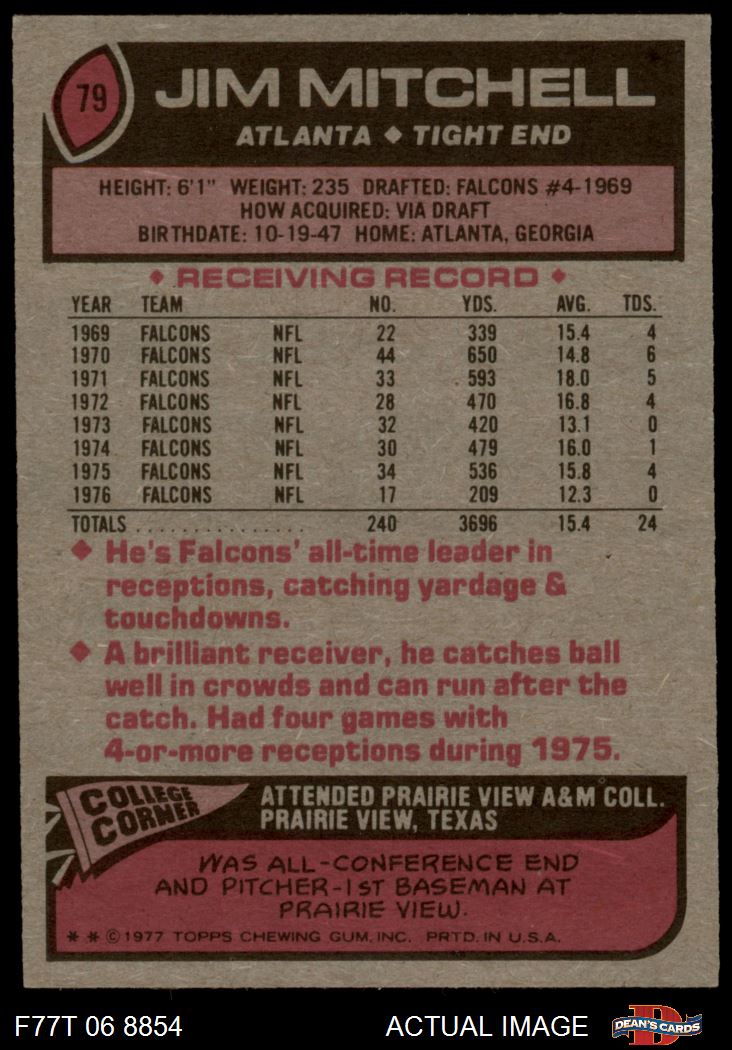 79
JIM MITCHELL
ATLANTA ◆ TIGHT END
HEIGHT: 6'1" WEIGHT: 235 DRAFTED: FALCONS #4-1969
HOW ACQUIRED: VIA DRAFT
BIRTHDATE: 10-19-47 HOME: ATLANTA, GEORGIA
◆ RECEIVING RECORD ◆
YEAR TEAM NO. YDS. AVG. TDS.
1969 FALCONS NFL 22 339 15.4 4
1970 FALCONS NFL 44 650 14.8 6
1971 FALCONS NFL 33 593 18.0 5
1972 FALCONS NFL 28 470 16.8 4
1973 FALCONS NFL 32 420 13.1 0
1974 FALCONS NFL 30 479 16.0 1
1975 FALCONS NFL 34 536 15.8 4
1976 FALCONS NFL 17 209 12.3 0
TOTALS . . . . . . . . . . . . . . . 240 3696 15.4 24
◆ He's Falcons' all-time leader in
receptions, catching yardage &
touchdowns.
◆ A brilliant receiver, he catches ball
well in crowds and can run after the
catch. Had four games with
4-or-more receptions during 1975.
COLLEGE
CORNER
ATTENDED PRAIRIE VIEW A&M COLL.
PRAIRIE VIEW, TEXAS
WAS ALL-CONFERENCE END
AND PITCHER-1ST BASEMAN AT
PRAIRIE VIEW.
* * © 1977 TOPPS CHEWING GUM, INC. PRTD. IN U.S.A.
F77T 06 8854 ACTUAL IMAGE D DEAN'S CARDS